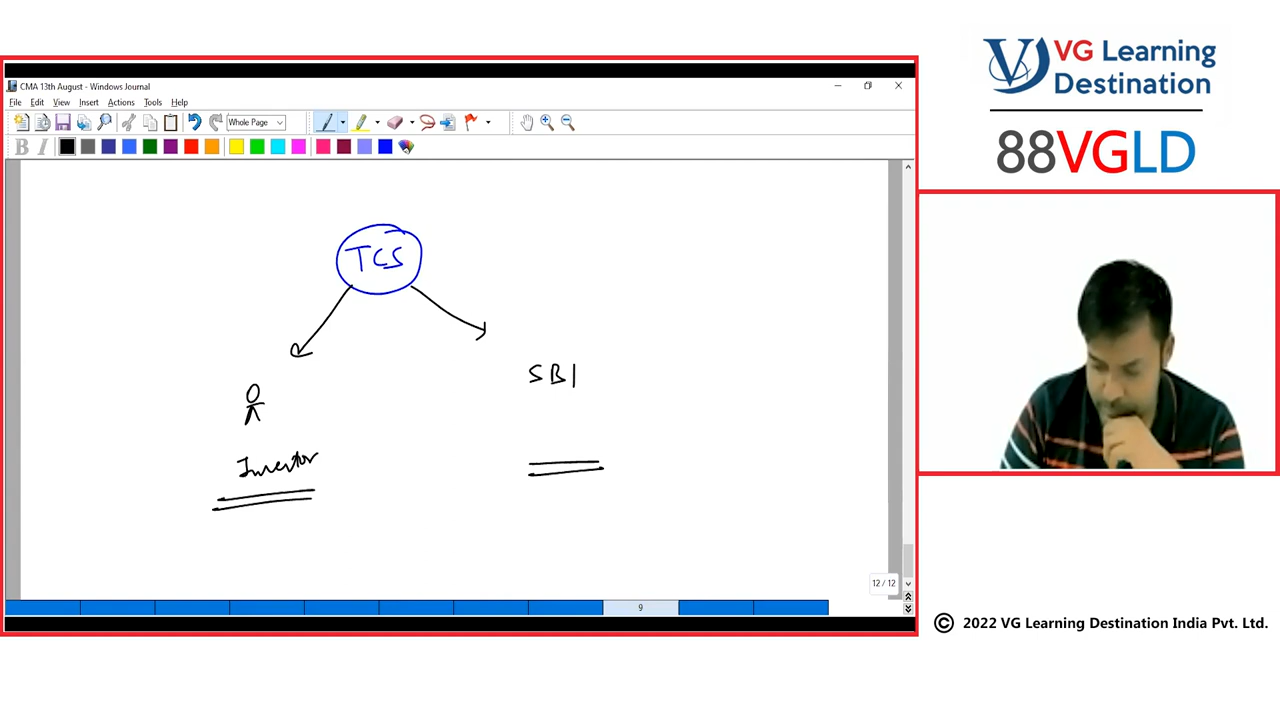 CMA 13th August - Windows Journal
File Edit View Insert Actions Tools Help
Whole Page
B I
TCS
SBI
Investor
12 / 12
9
VG Learning
Destination
88VGLD
© 2022 VG Learning Destination India Pvt. Ltd.